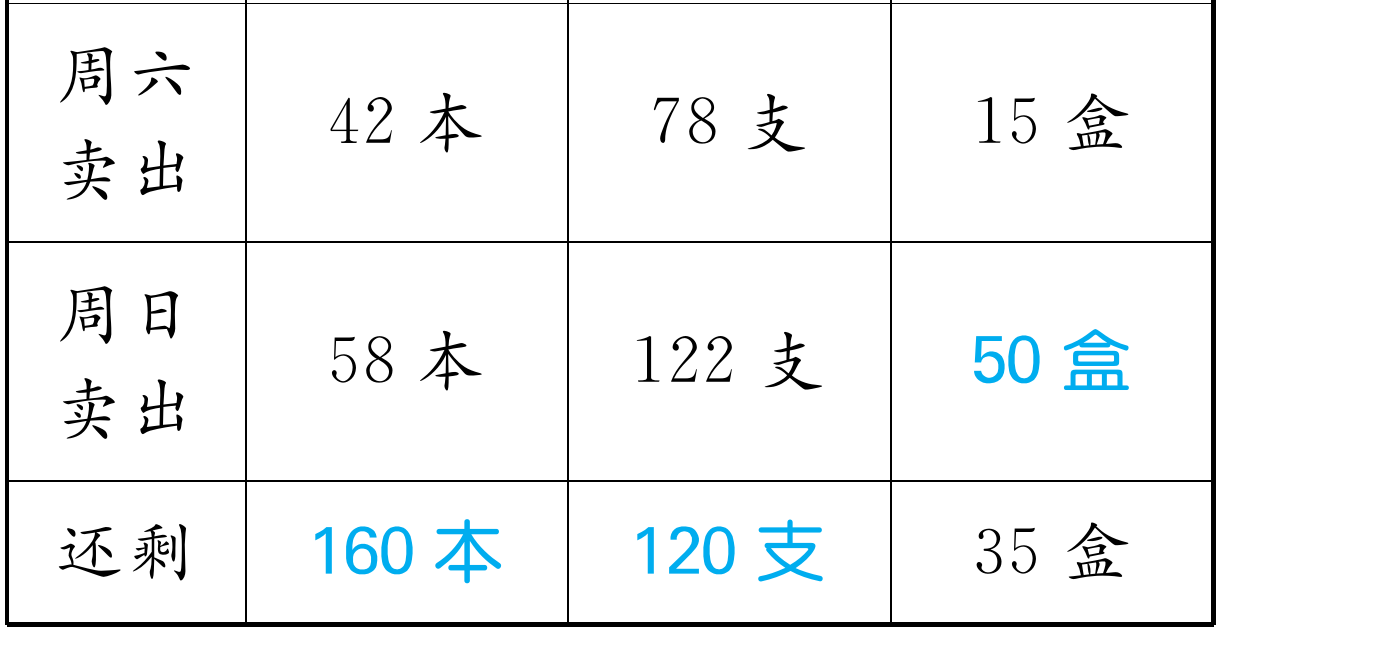 周六卖出 42 本 78 支 15 盒
周日卖出 58 本 122 支 50 盒
还剩 160 本 120 支 35 盒